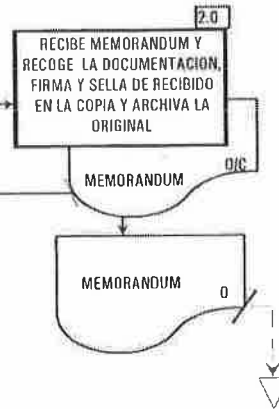 2.0
RECIBE MEMORANDUM Y
RECOGE LA DOCUMENTACION,
FIRMA Y SELLA DE RECIBIDO
EN LA COPIA Y ARCHIVA LA
ORIGINAL
O/C
MEMORANDUM
MEMORANDUM
O